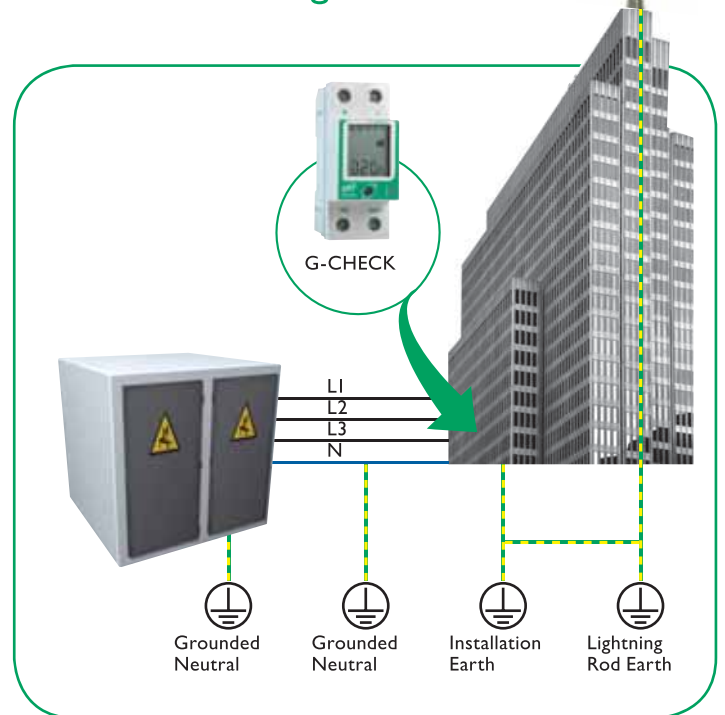 G-CHECK
L1
L2
L3
N
Grounded
Neutral
Grounded
Neutral
Installation
Earth
Lightning
Rod Earth